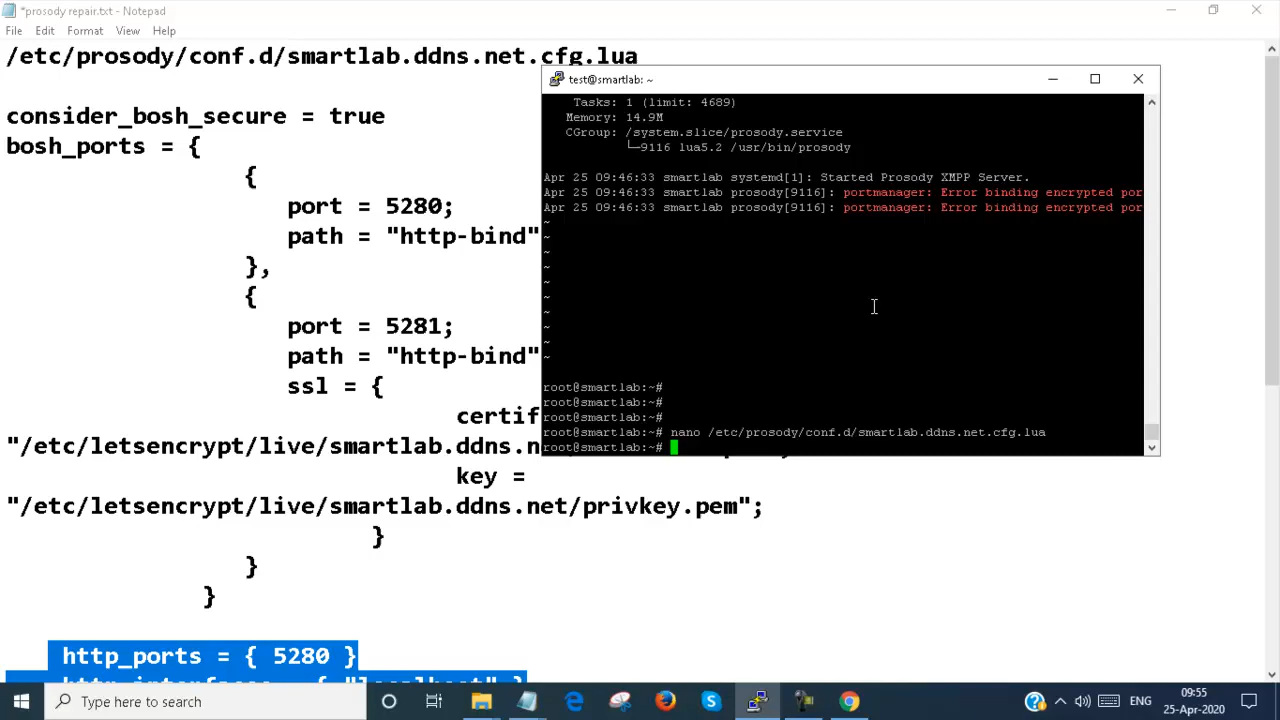 *prosody repair.txt - Notepad
File Edit Format View Help
/etc/prosody/conf.d/smartlab.ddns.net.cfg.lua
consider_bosh_secure = true
bosh_ports = {
{
port = 5280;
path = "http-bind"
},
{
port = 5281;
path = "http-bind"
ssl = {
certif
"/etc/letsencrypt/live/smartlab.ddns.n
key =
"/etc/letsencrypt/live/smartlab.ddns.net/privkey.pem";
}
}
}
http_ports = { 5280 }
test@smartlab: ~
Tasks: 1 (limit: 4689)
Memory: 14.9M
CGroup: /system.slice/prosody.service
└─9116 lua5.2 /usr/bin/prosody
Apr 25 09:46:33 smartlab systemd[1]: Started Prosody XMPP Server.
Apr 25 09:46:33 smartlab prosody[9116]: portmanager: Error binding encrypted por
Apr 25 09:46:33 smartlab prosody[9116]: portmanager: Error binding encrypted por
~
~
~
~
~
~
~
~
~
~
root@smartlab:~#
root@smartlab:~#
root@smartlab:~#
root@smartlab:~# nano /etc/prosody/conf.d/smartlab.ddns.net.cfg.lua
root@smartlab:~#
Type here to search
ENG
09:55
25-Apr-2020